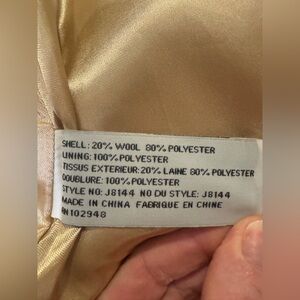 SHELL: 20% WOOL 80% POLYESTER
LINING: 100% POLYESTER
TISSUS EXTERIEUR: 20% LAINE 80% POLYESTER
DOUBLURE: 100% POLYESTER
STYLE NO: J8144 NO DU STYLE: J8144
MADE IN CHINA FABRIQUE EN CHINE
RN 102948